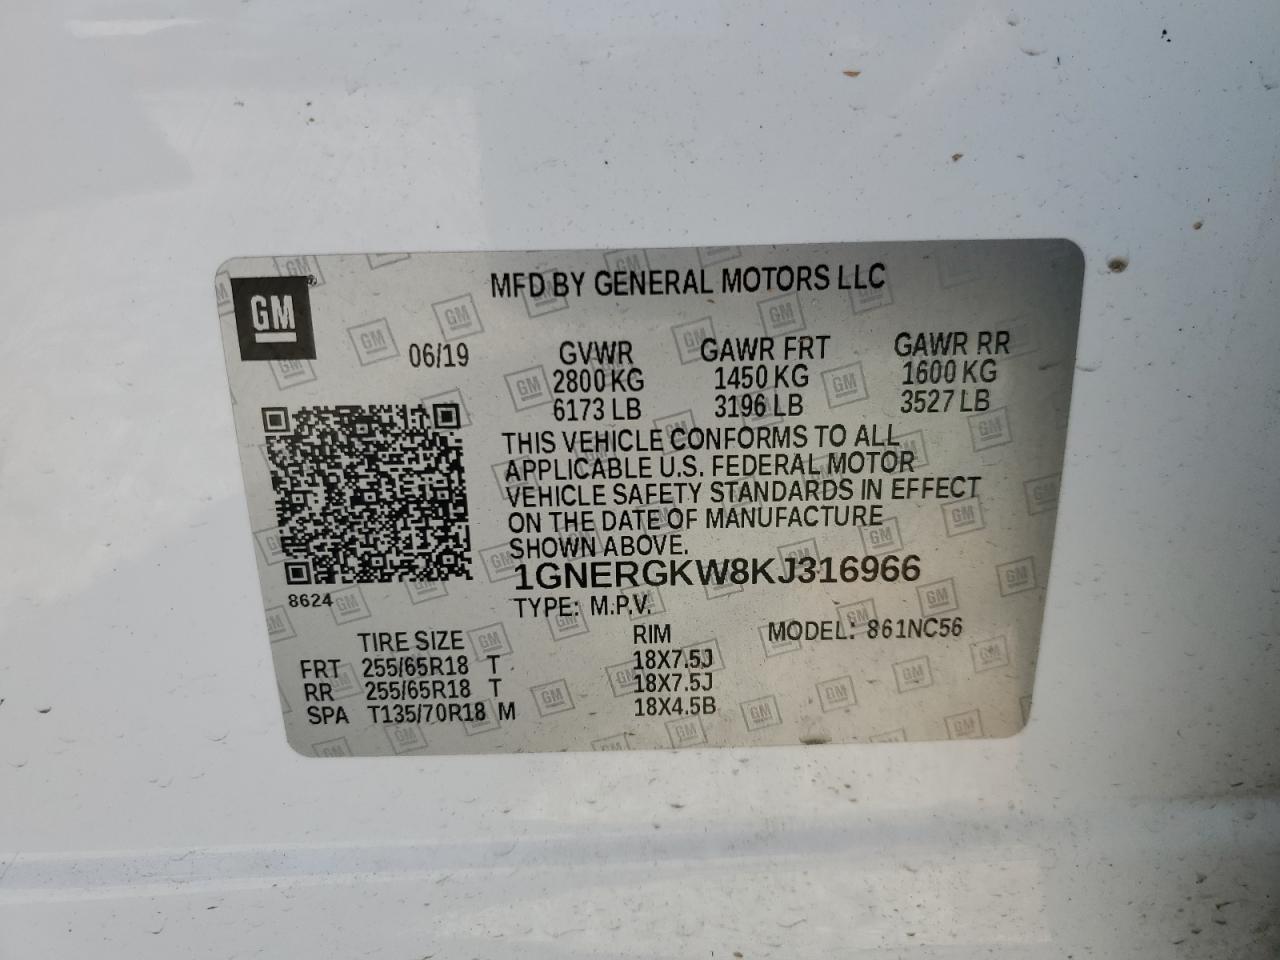 MFD BY GENERAL MOTORS LLC
GM
06/19
GVWR GAWR FRT GAWR RR
2800 KG 1450 KG 1600 KG
6173 LB 3196 LB 3527 LB
THIS VEHICLE CONFORMS TO ALL
APPLICABLE U.S. FEDERAL MOTOR
VEHICLE SAFETY STANDARDS IN EFFECT
ON THE DATE OF MANUFACTURE
SHOWN ABOVE.
1GNERGKW8KJ316966
8624
TYPE: M.P.V.
TIRE SIZE RIM MODEL: 861NC56
FRT 255/65R18 T 18X7.5J
RR 255/65R18 T 18X7.5J
SPA T135/70R18 M 18X4.5B